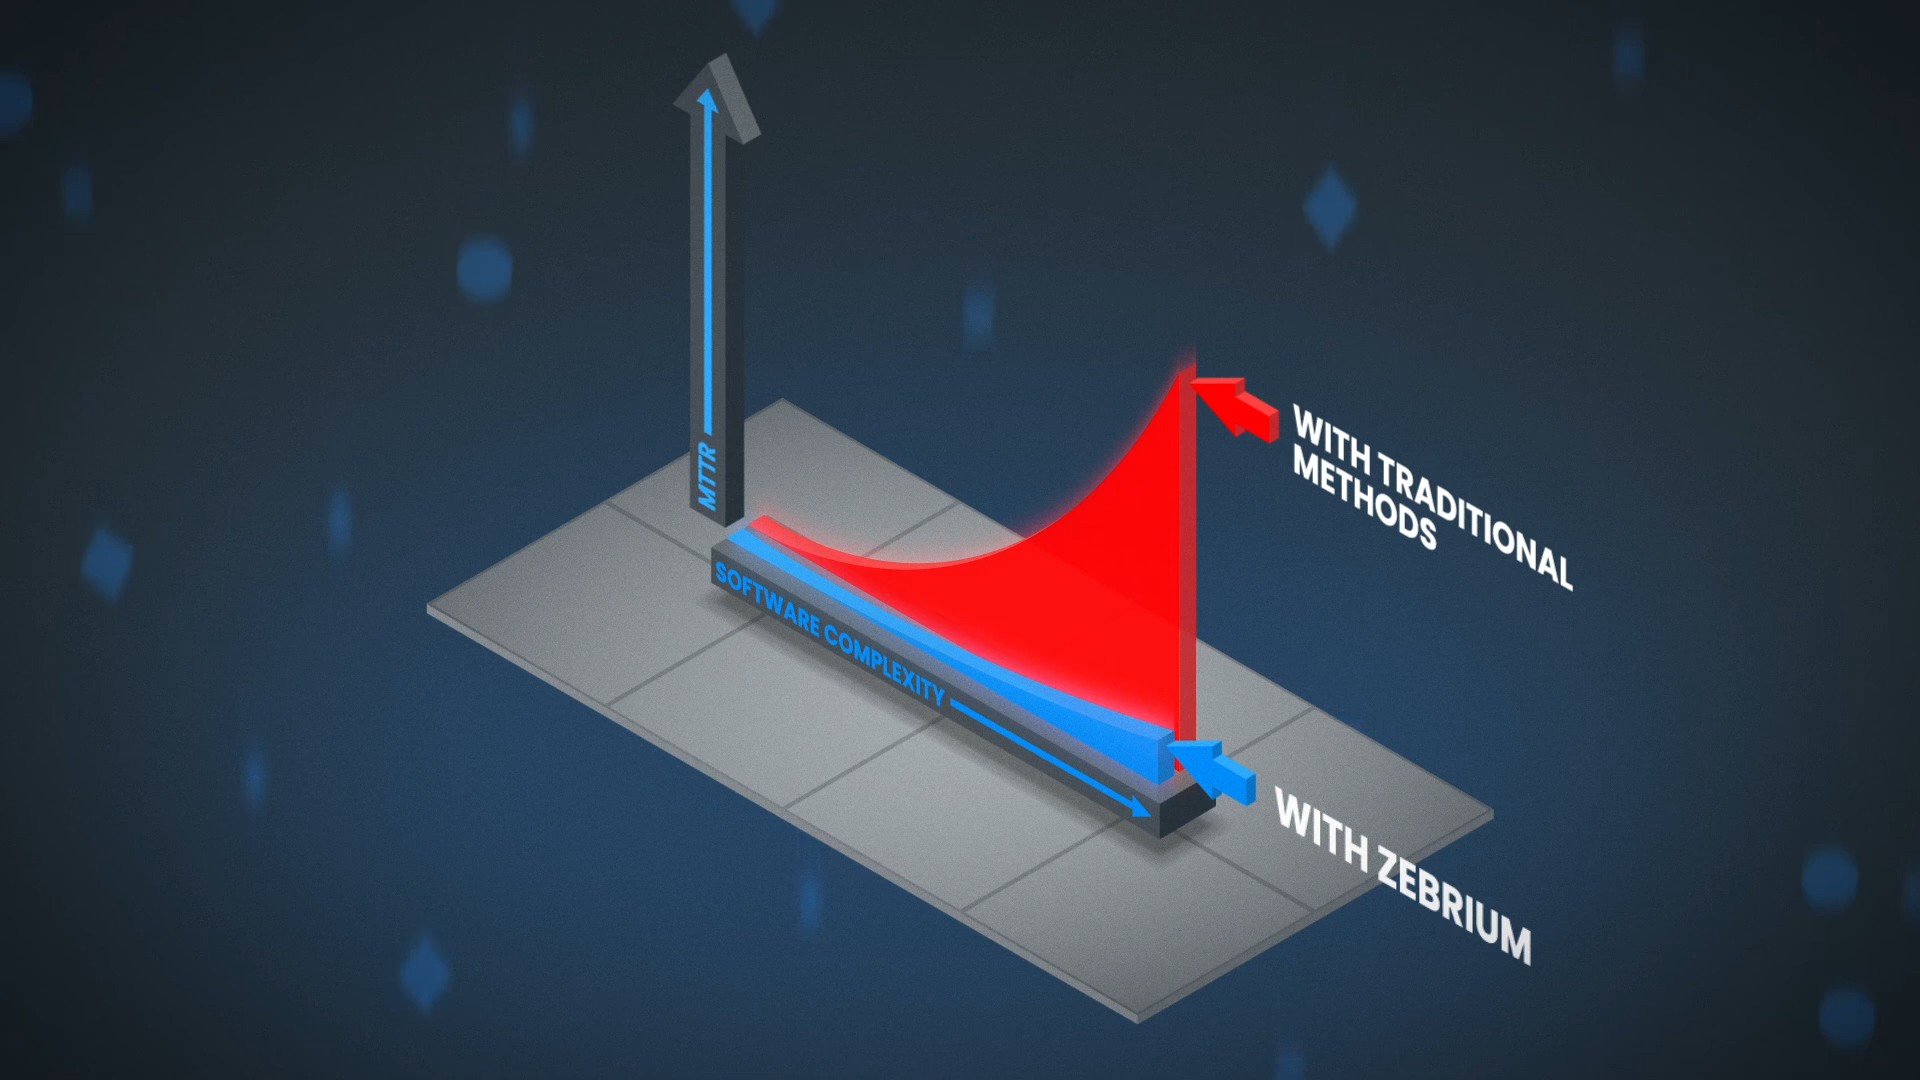 MTTR
SOFTWARE COMPLEXITY
WITH TRADITIONAL
METHODS
WITH ZEBRIUM